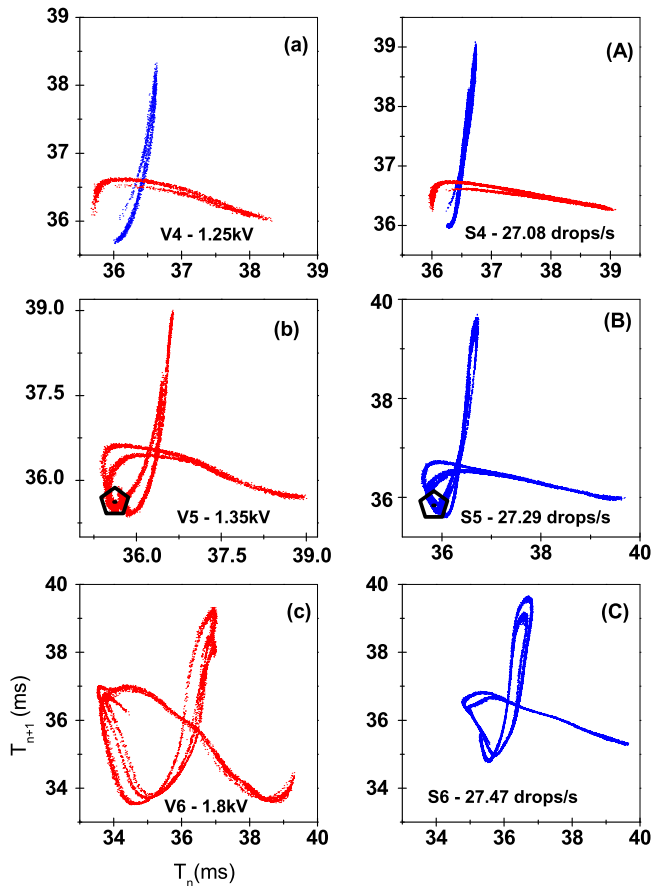 39 (a)
38
37
36
V4 - 1.25kV
36 37 38 39
39 (A)
38
37
36
S4 - 27.08 drops/s
36 37 38 39
39.0 (b)
37.5
36.0
V5 - 1.35kV
36.0 37.5 39.0
40 (B)
38
36
S5 - 27.29 drops/s
36 38 40
40 (c)
38
36
34
V6 - 1.8kV
34 36 38 40
40 (C)
38
36
34
S6 - 27.47 drops/s
34 36 38 40
Tn+1 (ms)
Tn(ms)